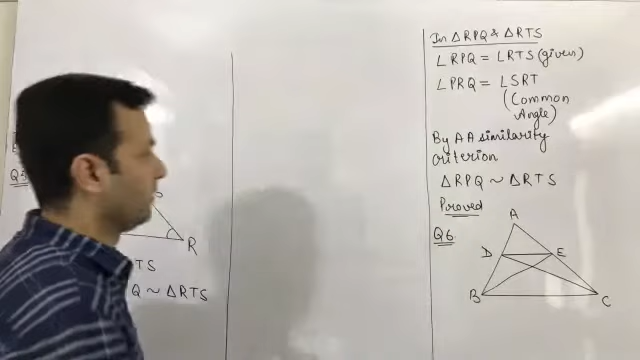 Q5
R
TS
Q ~ ΔRTS
In ΔRPQ & ΔRTS
∠RPQ = ∠RTS (given)
∠PRQ = ∠SRT
(Common
Angle)
By AA similarity
criterion
ΔRPQ ~ ΔRTS
Proved
Q6.
A
D
E
B
C